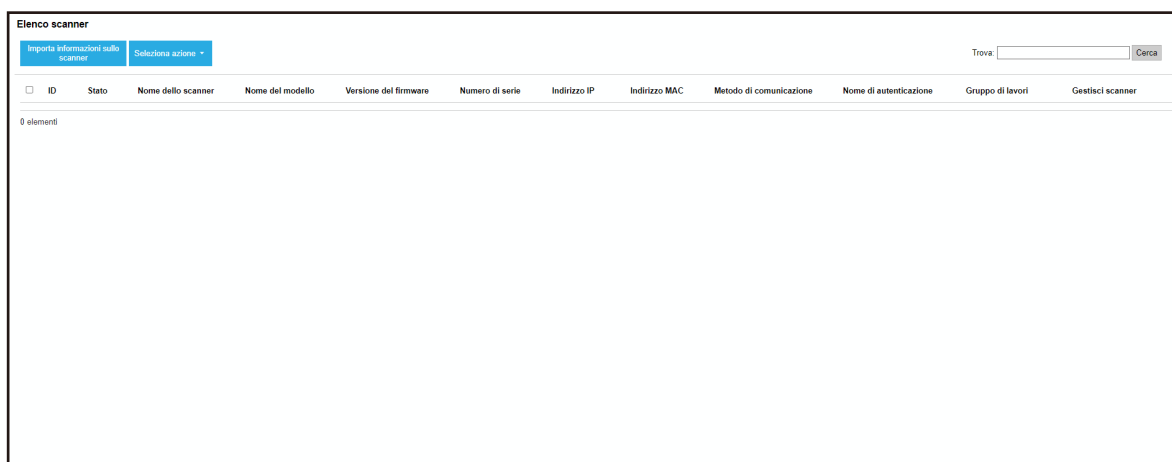 Elenco scanner
Importa informazioni sullo
scanner
Seleziona azione
Trova:
Cerca
ID Stato Nome dello scanner Nome del modello Versione del firmware Numero di serie Indirizzo IP Indirizzo MAC Metodo di comunicazione Nome di autenticazione Gruppo di lavori Gestisci scanner
0 elementi